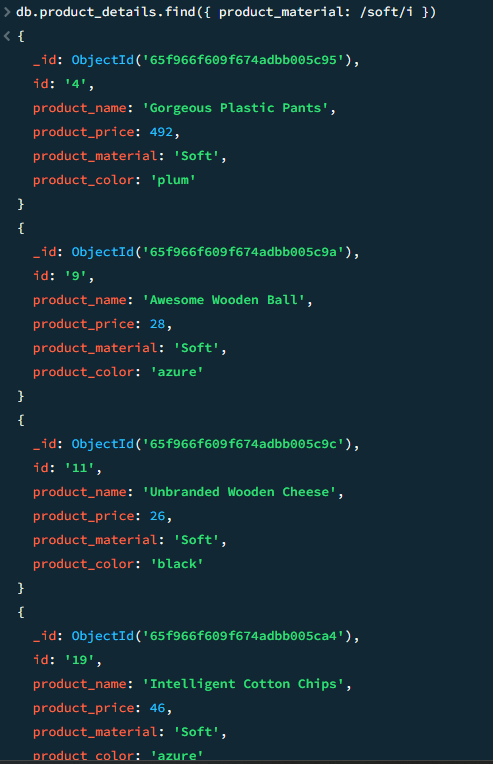 > db.product_details.find({ product_material: /soft/i })
< {
_id: ObjectId('65f966f609f674adbb005c95'),
id: '4',
product_name: 'Gorgeous Plastic Pants',
product_price: 492,
product_material: 'Soft',
product_color: 'plum'
}
{
_id: ObjectId('65f966f609f674adbb005c9a'),
id: '9',
product_name: 'Awesome Wooden Ball',
product_price: 28,
product_material: 'Soft',
product_color: 'azure'
}
{
_id: ObjectId('65f966f609f674adbb005c9c'),
id: '11',
product_name: 'Unbranded Wooden Cheese',
product_price: 26,
product_material: 'Soft',
product_color: 'black'
}
{
_id: ObjectId('65f966f609f674adbb005ca4'),
id: '19',
product_name: 'Intelligent Cotton Chips',
product_price: 46,
product_material: 'Soft',
product_color: 'azure'